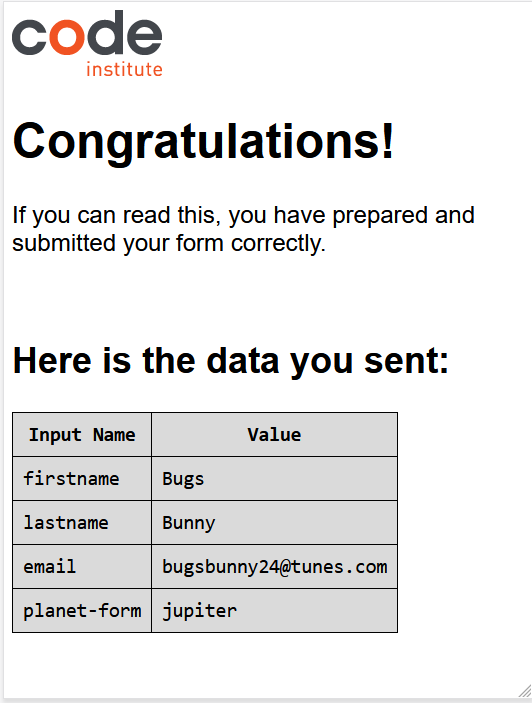 code
institute
Congratulations!
If you can read this, you have prepared and
submitted your form correctly.
Here is the data you sent:
Input Name Value
firstname Bugs
lastname Bunny
email bugsbunny24@tunes.com
planet-form jupiter